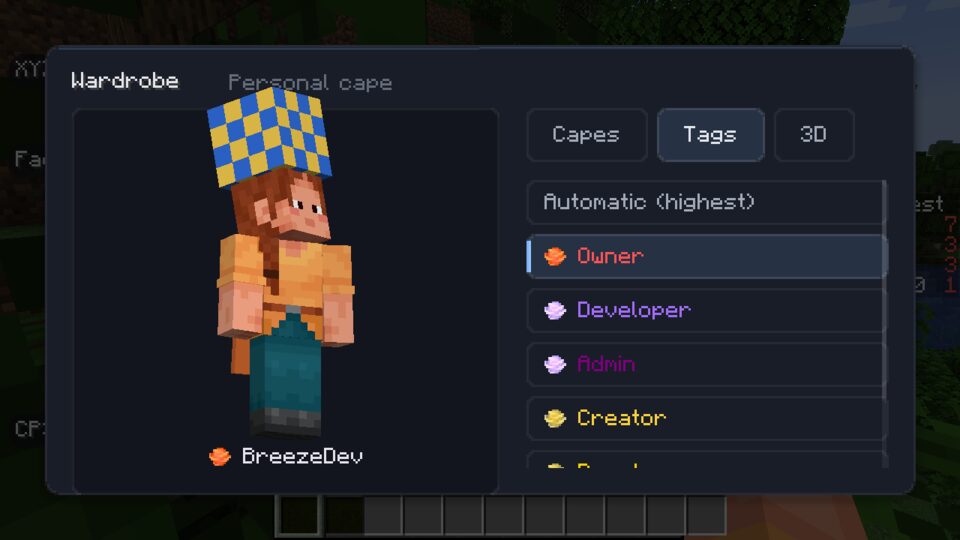 Wardrobe
Personal cape
Capes
Tags
3D
Automatic (highest)
Owner
Developer
Admin
Creator
BreezeDev